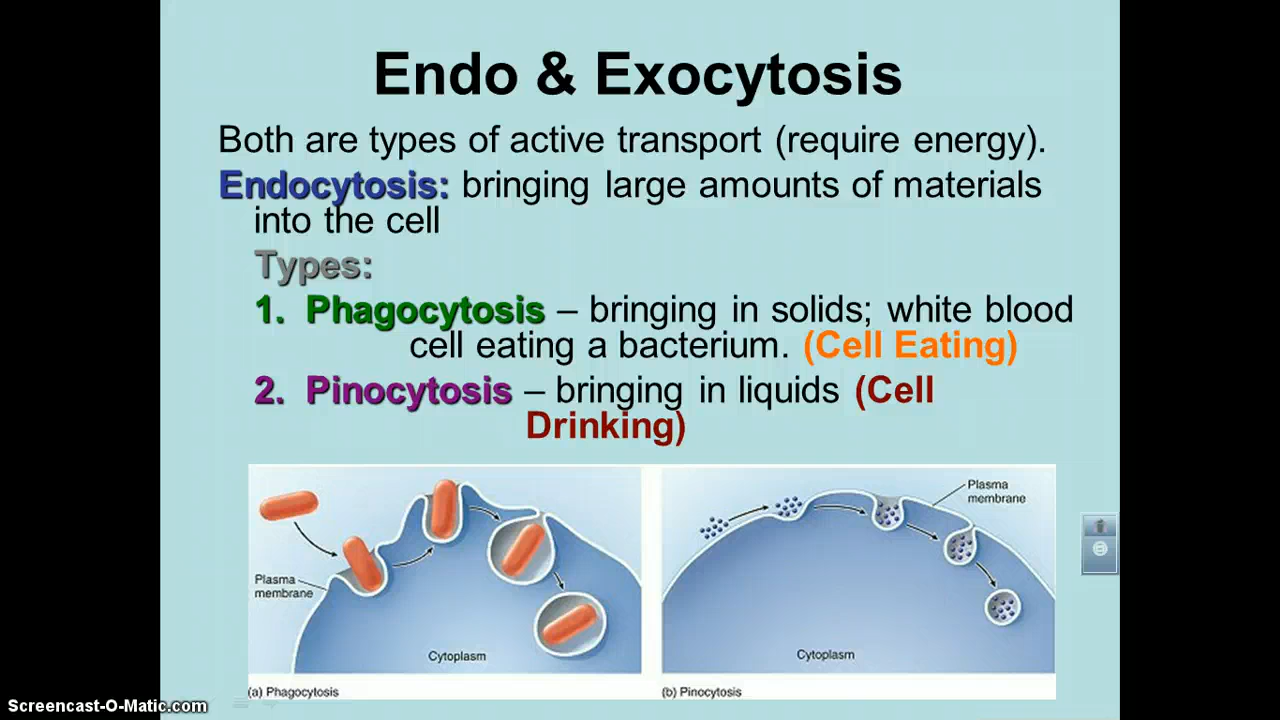 Endo & Exocytosis
Both are types of active transport (require energy).
Endocytosis: bringing large amounts of materials
into the cell
Types:
1. Phagocytosis – bringing in solids; white blood
cell eating a bacterium. (Cell Eating)
2. Pinocytosis – bringing in liquids (Cell
Drinking)
Plasma
membrane
Cytoplasm
(a) Phagocytosis
Plasma
membrane
Cytoplasm
(b) Pinocytosis
Screencast-O-Matic.com